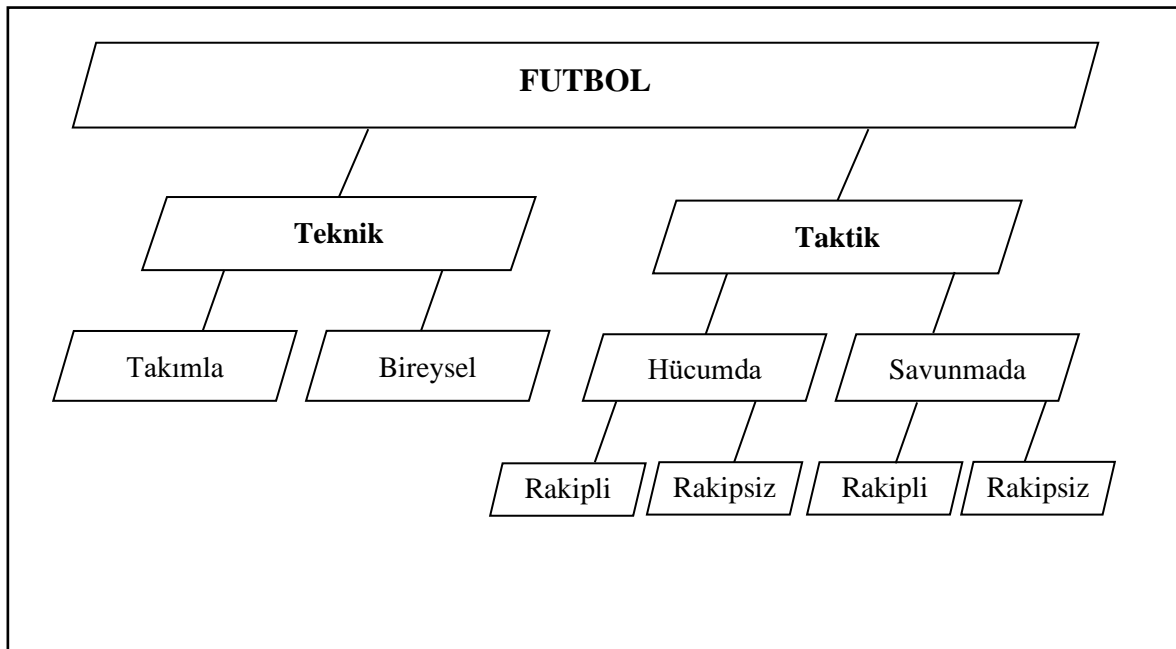 FUTBOL
Teknik
Taktik
Takımla
Bireysel
Hücumda
Savunmada
Rakipli
Rakipsiz
Rakipli
Rakipsiz